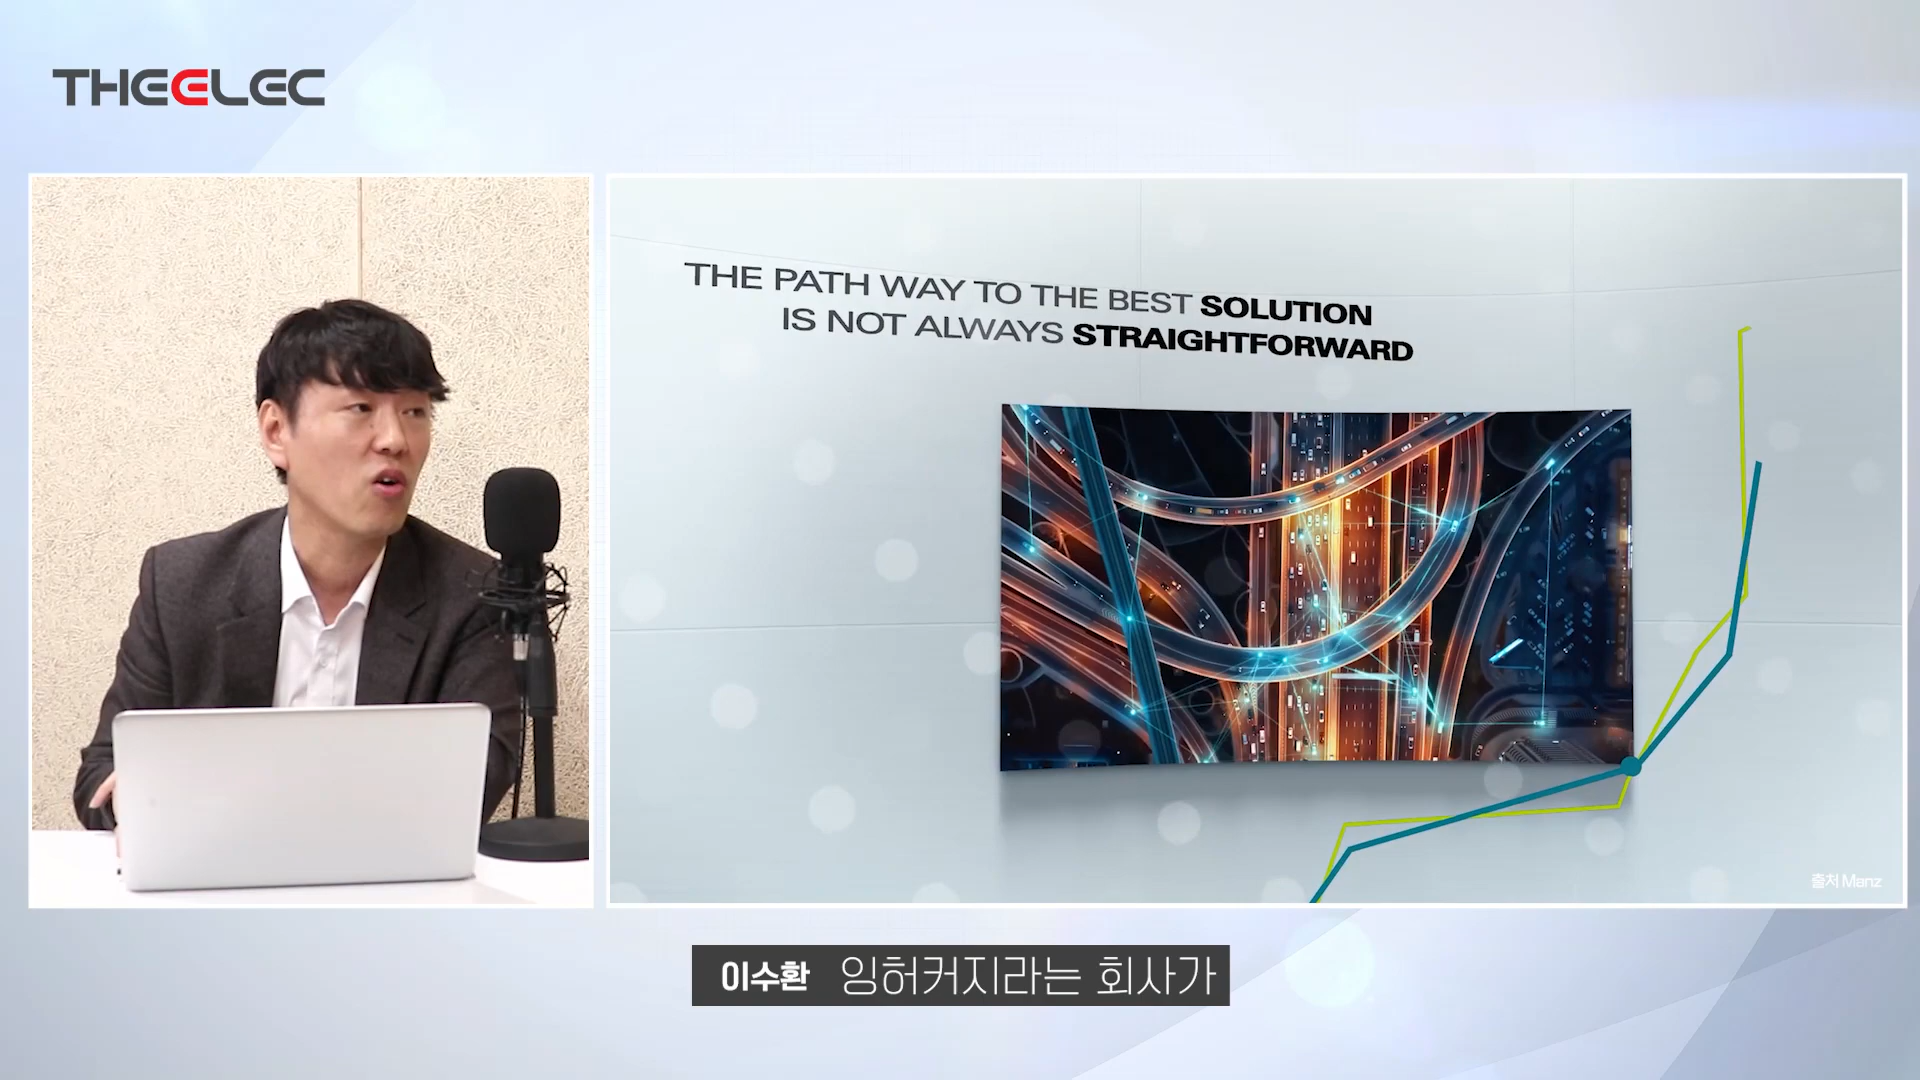 THEELEC
THE PATH WAY TO THE BEST SOLUTION
IS NOT ALWAYS STRAIGHTFORWARD
출처 Manz
이수환 잉허커지라는 회사가